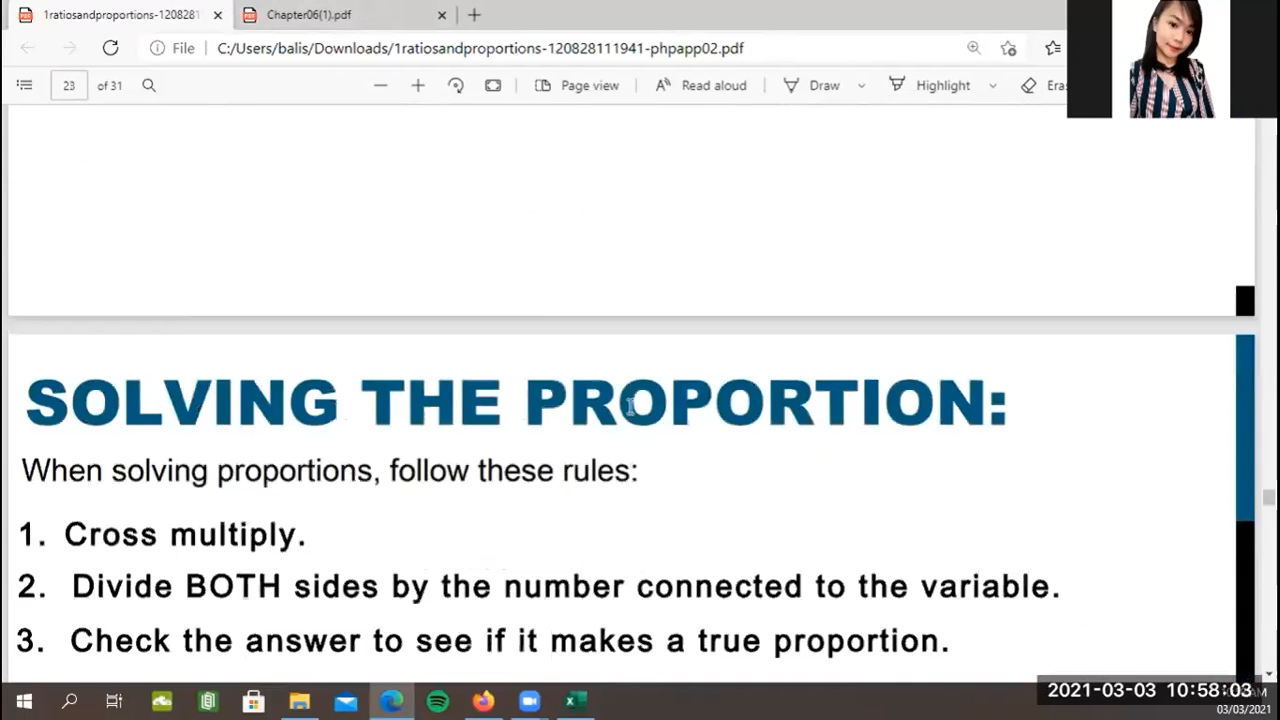 1ratiosandproportions-120828111
Chapter06(1).pdf
File
C:/Users/balis/Downloads/1ratiosandproportions-120828111941-phpapp02.pdf
23 of 31
Page view
Read aloud
Draw
Highlight
SOLVING THE PROPORTION:
When solving proportions, follow these rules:
1. Cross multiply.
2. Divide BOTH sides by the number connected to the variable.
3. Check the answer to see if it makes a true proportion.
2021-03-03 10:58:03
03/03/2021